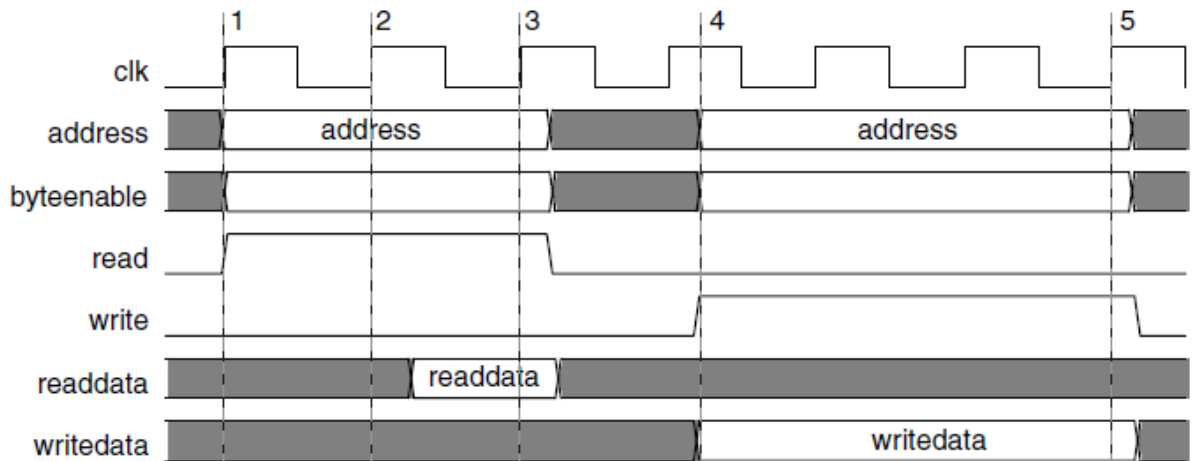 1 2 3 4 5
clk
address address address
byteenable
read
write
readdata readdata
writedata writedata